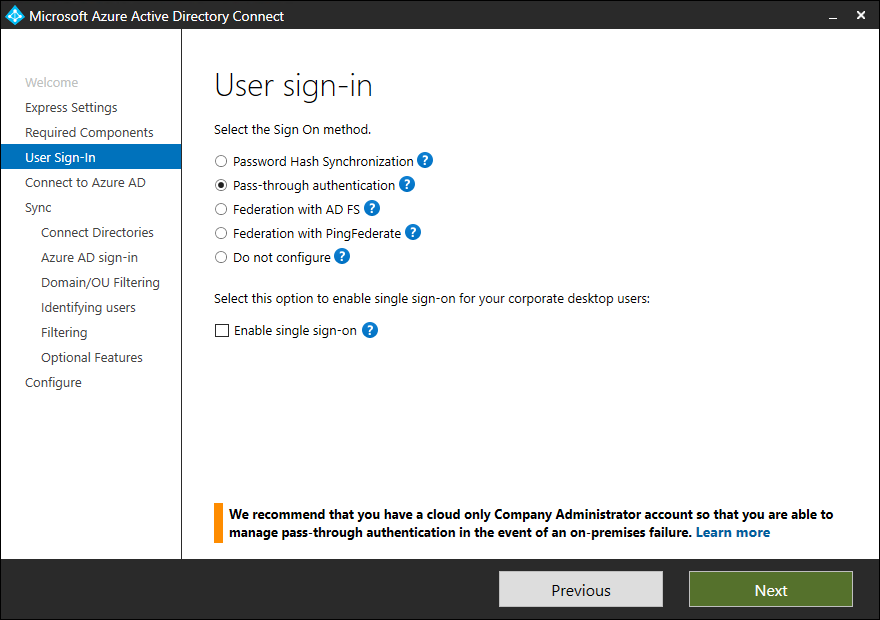 Microsoft Azure Active Directory Connect
Welcome
Express Settings
Required Components
User Sign-In
Connect to Azure AD
Sync
Connect Directories
Azure AD sign-in
Domain/OU Filtering
Identifying users
Filtering
Optional Features
Configure
User sign-in
Select the Sign On method.
Password Hash Synchronization ?
Pass-through authentication ?
Federation with AD FS ?
Federation with PingFederate ?
Do not configure ?
Select this option to enable single sign-on for your corporate desktop users:
Enable single sign-on ?
We recommend that you have a cloud only Company Administrator account so that you are able to
manage pass-through authentication in the event of an on-premises failure. Learn more
Previous
Next